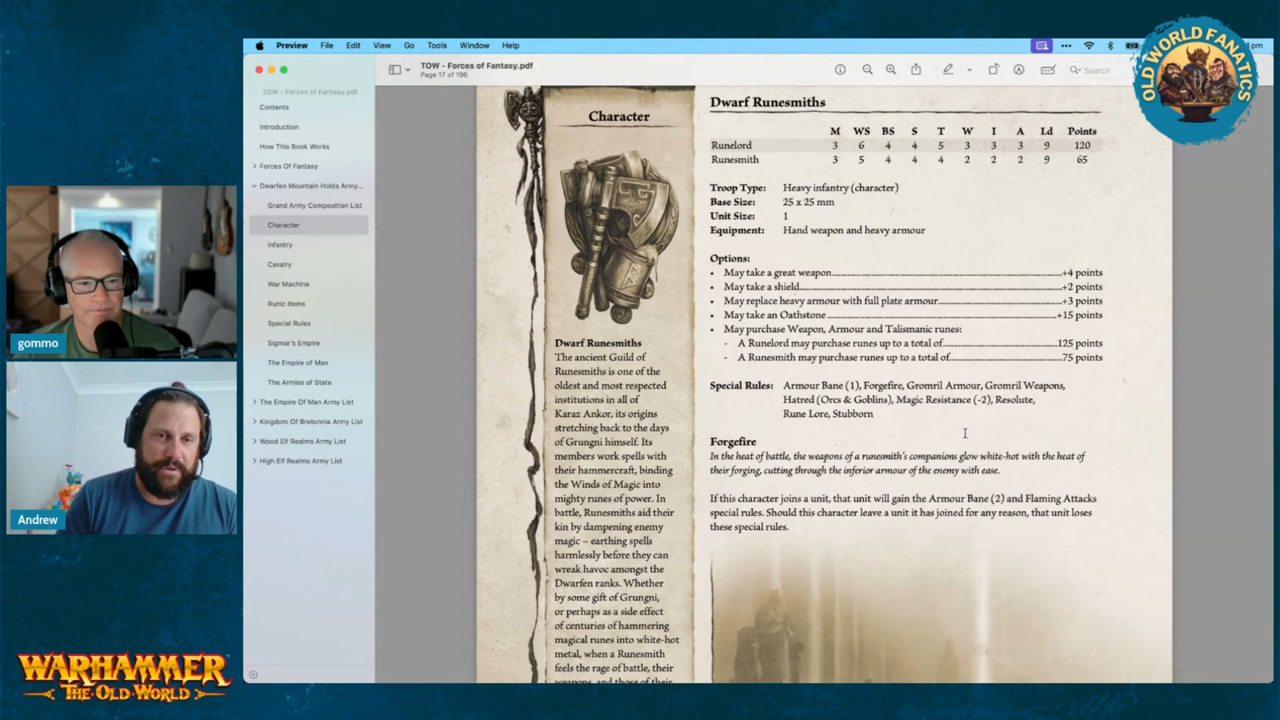 Preview File Edit View Go Tools Window Help
TOW - Forces of Fantasy.pdf
Page 17 of 196
Search
OLD WORLD FANATICS
TOW - Forces of Fantasy.pdf
Contents
Introduction
How This Book Works
Forces Of Fantasy
Dwarfen Mountain Holds Army...
Grand Army Composition List
Character
Infantry
Cavalry
War Machine
Runic Items
Special Rules
Sigmar's Empire
The Empire of Man
The Armies of State
The Empire Of Man Army List
Kingdom Of Bretonnia Army List
Wood Elf Realms Army List
High Elf Realms Army List
gommo
Andrew
WARHAMMER
THE OLD WORLD
Character
Dwarf Runesmiths
The ancient Guild of
Runesmiths is one of the
oldest and most respected
institutions in all of
Karaz Ankor, its origins
stretching back to the days
of Grungni himself. Its
members work spells with
their hammercraft, binding
the Winds of Magic into
mighty runes of power. In
battle, Runesmiths aid their
kin by dampening enemy
magic – earthing spells
harmlessly before they can
wreak havoc amongst the
Dwarfen ranks. Whether
by some gift of Grungni,
or perhaps as a side effect
of centuries of hammering
magical runes into white-hot
metal, when a Runesmith
feels the rage of battle, their
weapons, and those of their
Dwarf Runesmiths
M WS BS S T W I A Ld Points
Runelord 3 6 4 4 5 3 3 3 9 120
Runesmith 3 5 4 4 4 2 2 2 9 65
Troop Type: Heavy infantry (character)
Base Size: 25 x 25 mm
Unit Size: 1
Equipment: Hand weapon and heavy armour
Options:
• May take a great weapon...+4 points
• May take a shield...+2 points
• May replace heavy armour with full plate armour...+3 points
• May take an Oathstone...+15 points
• May purchase Weapon, Armour and Talismanic runes:
- A Runelord may purchase runes up to a total of...125 points
- A Runesmith may purchase runes up to a total of...75 points
Special Rules: Armour Bane (1), Forgefire, Gromril Armour, Gromril Weapons,
Hatred (Orcs & Goblins), Magic Resistance (-2), Resolute,
Rune Lore, Stubborn
Forgefire
In the heat of battle, the weapons of a runesmith's companions glow white-hot with the heat of
their forging, cutting through the inferior armour of the enemy with ease.
If this character joins a unit, that unit will gain the Armour Bane (2) and Flaming Attacks
special rules. Should this character leave a unit it has joined for any reason, that unit loses
these special rules.